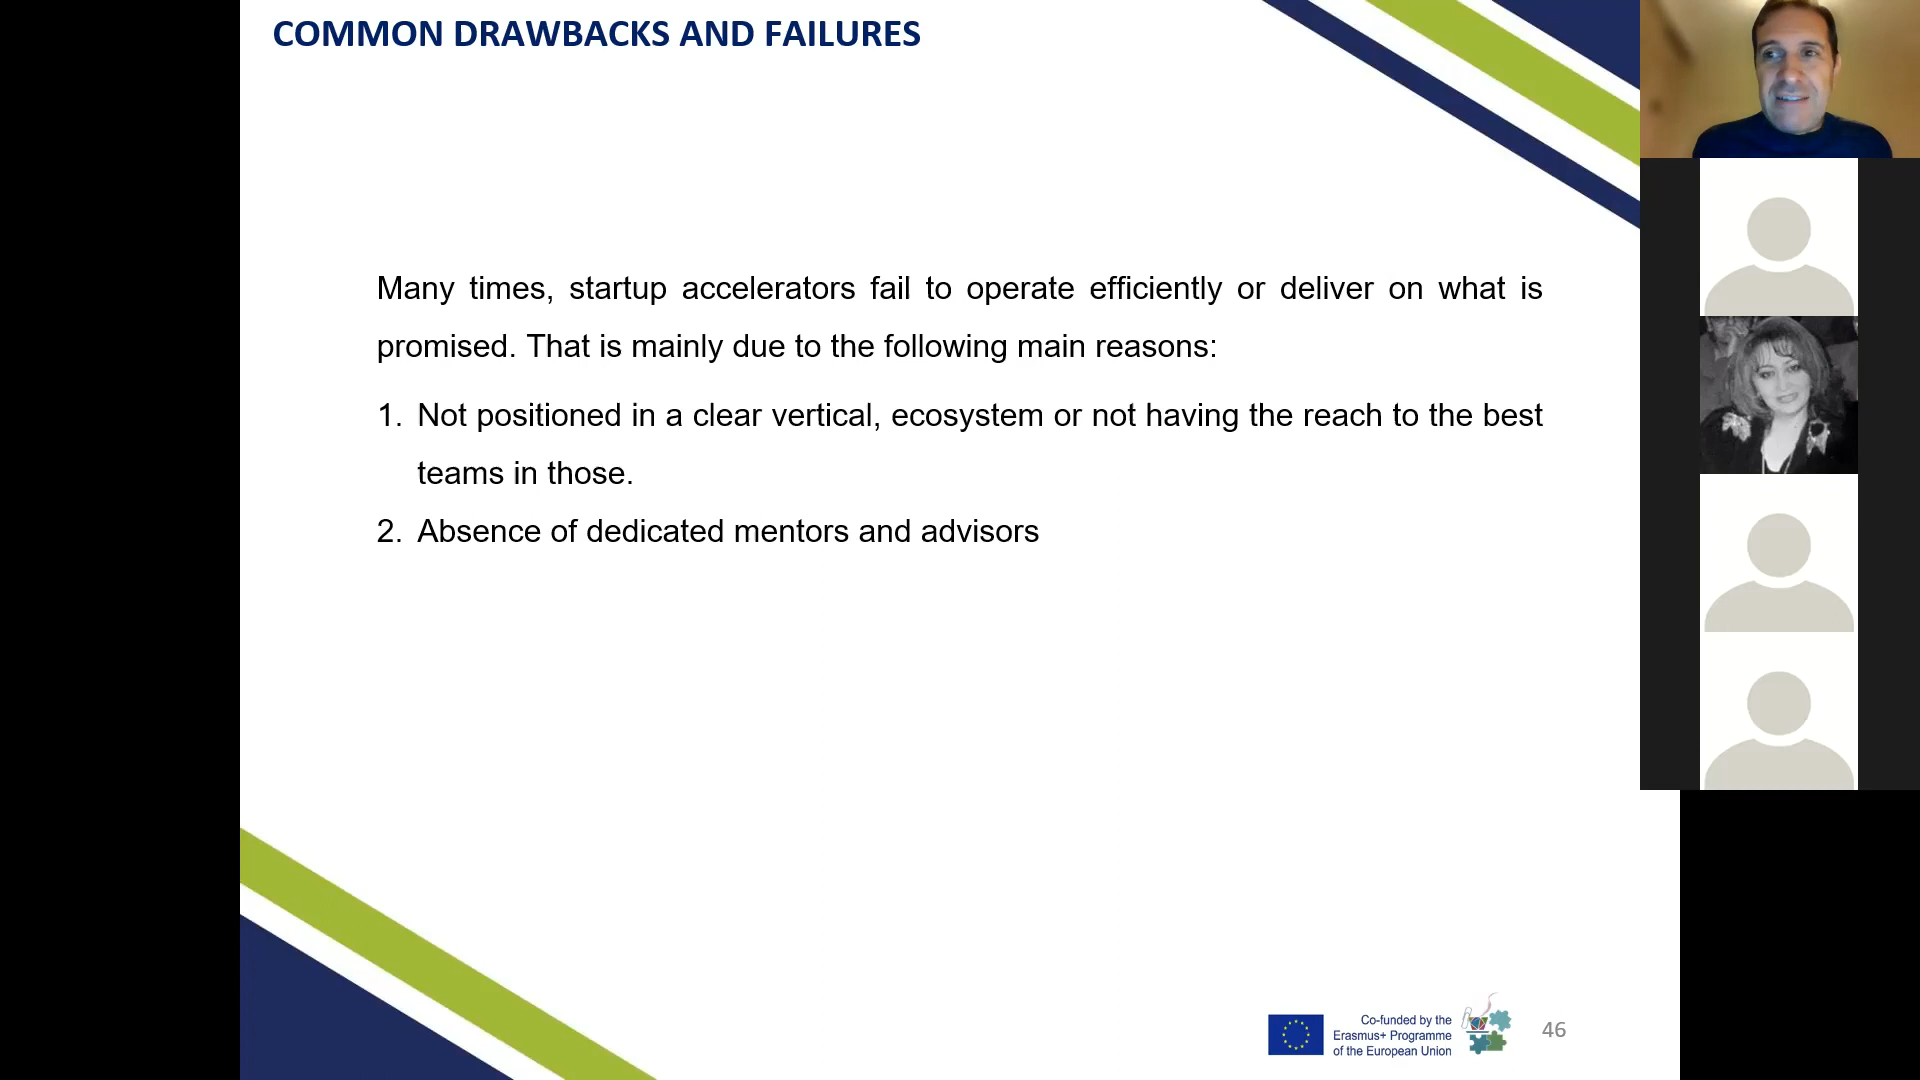 COMMON DRAWBACKS AND FAILURES
Many times, startup accelerators fail to operate efficiently or deliver on what is
promised. That is mainly due to the following main reasons:
1. Not positioned in a clear vertical, ecosystem or not having the reach to the best
teams in those.
2. Absence of dedicated mentors and advisors
Co-funded by the
Erasmus+ Programme
of the European Union
46